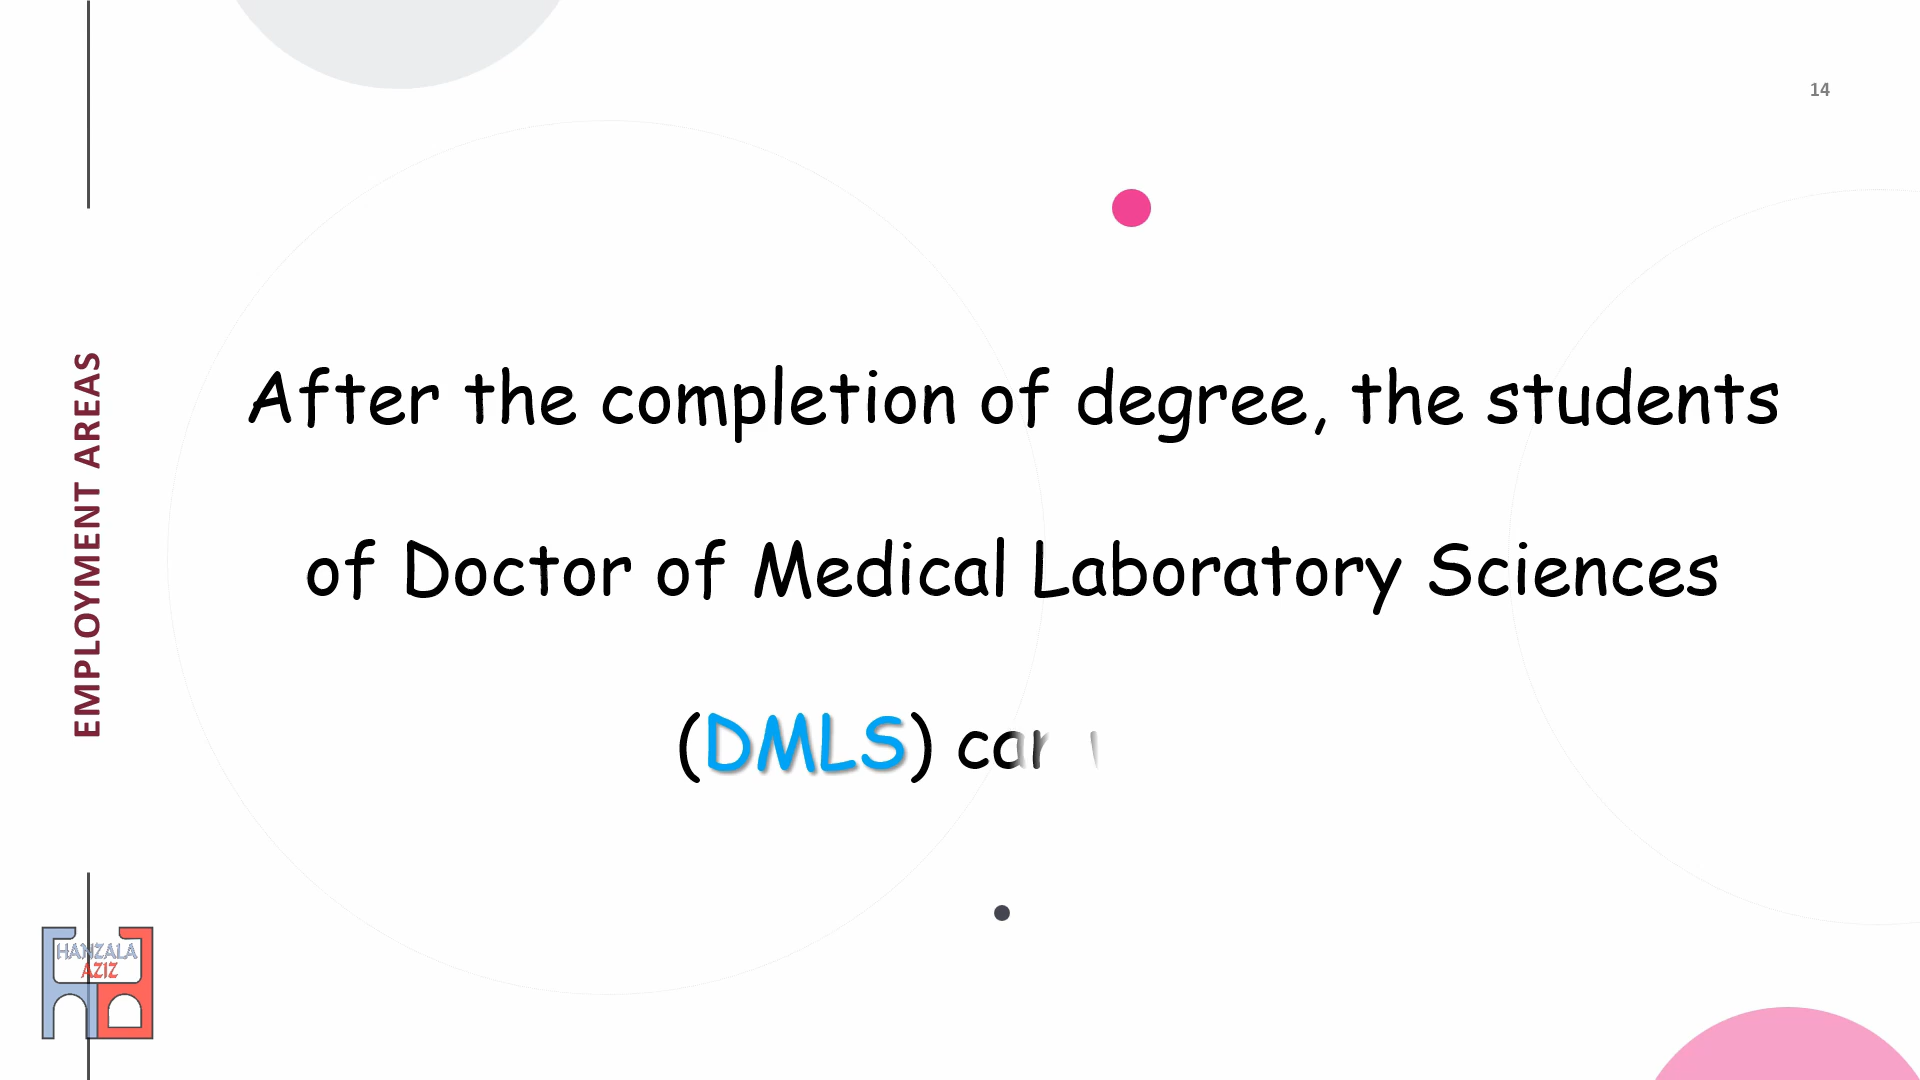 14
EMPLOYMENT AREAS
After the completion of degree, the students
of Doctor of Medical Laboratory Sciences
(DMLS) can
HANZALA
AZIZ